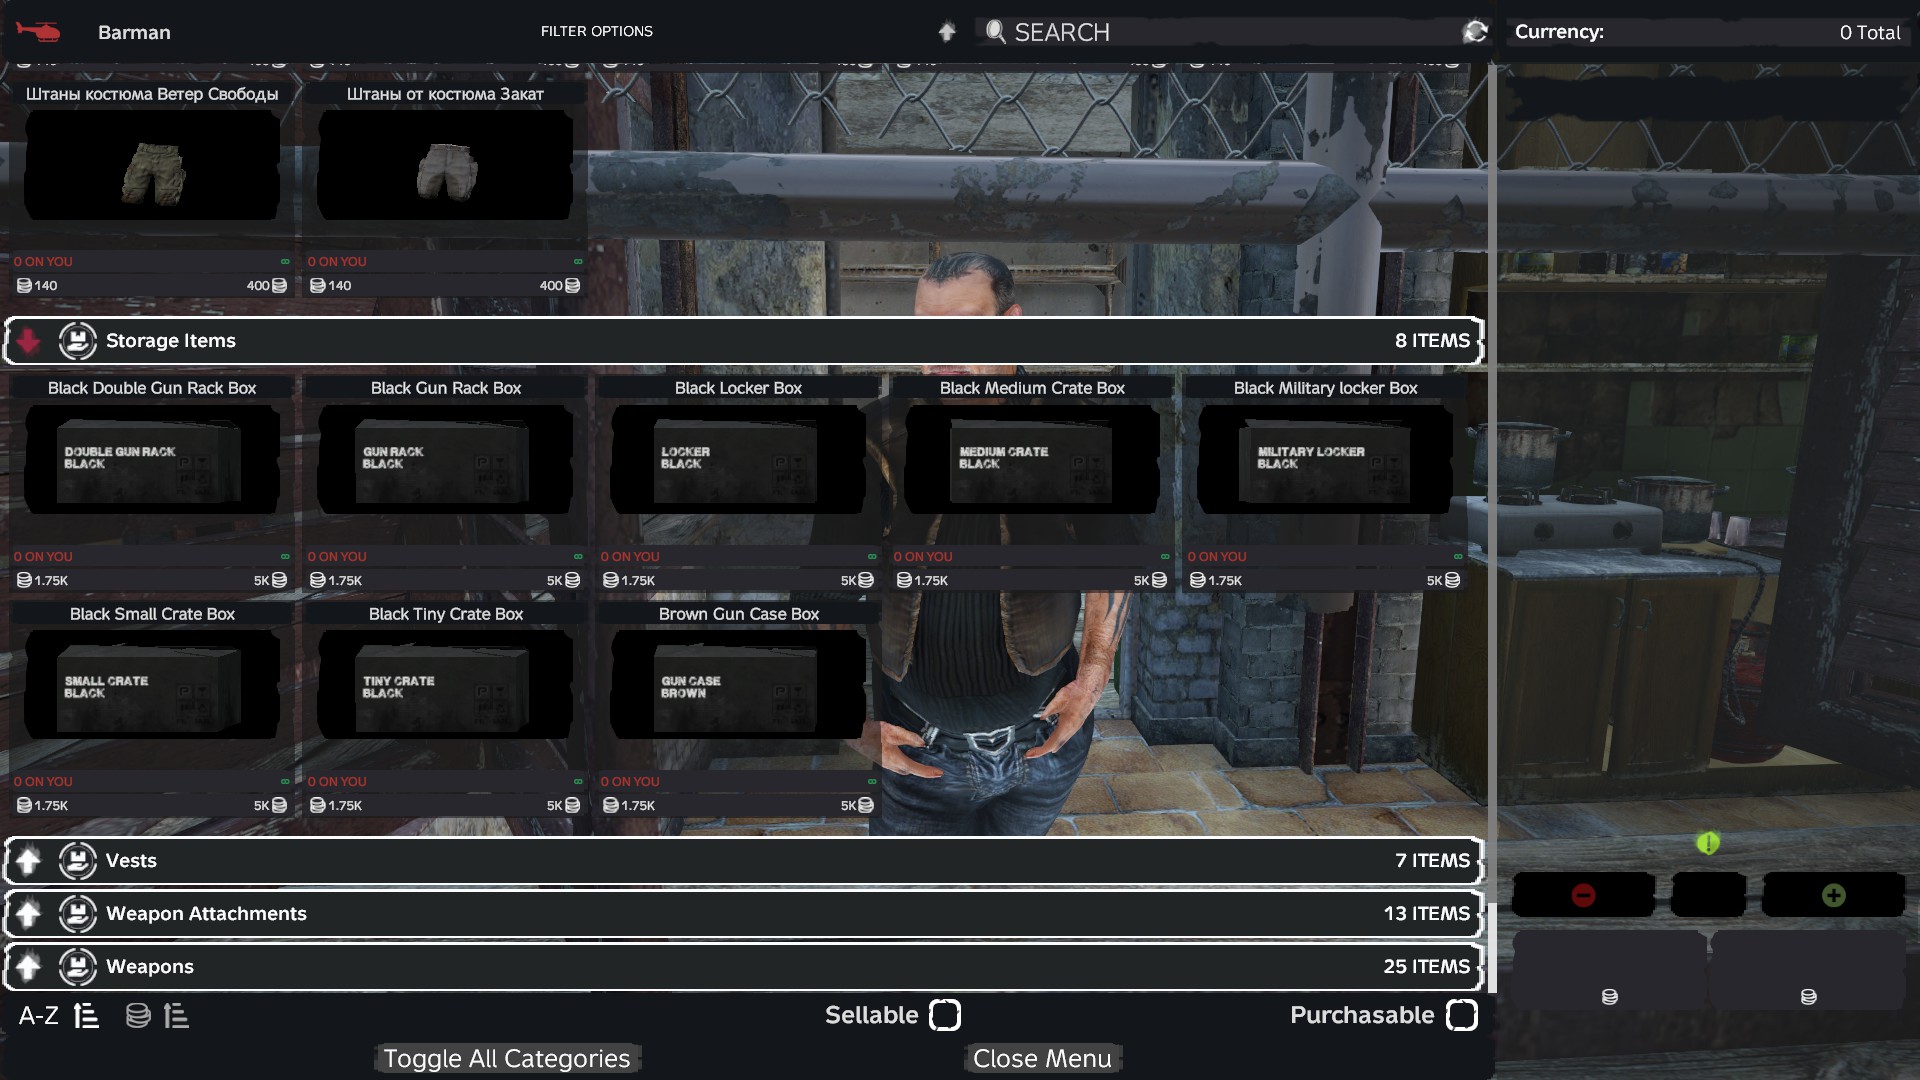 Barman
FILTER OPTIONS
SEARCH
Currency:
0 Total
Штаны костюма Ветер Свободы
Штаны от костюма Закат
0 ON YOU ∞
0 ON YOU ∞
140 400
140 400
Storage Items
8 ITEMS
Black Double Gun Rack Box
Black Gun Rack Box
Black Locker Box
Black Medium Crate Box
Black Military locker Box
DOUBLE GUN RACK
BLACK
GUN RACK
BLACK
LOCKER
BLACK
MEDIUM CRATE
BLACK
MILITARY LOCKER
BLACK
0 ON YOU ∞
0 ON YOU ∞
0 ON YOU ∞
0 ON YOU ∞
0 ON YOU ∞
1.75K 5K
1.75K 5K
1.75K 5K
1.75K 5K
1.75K 5K
Black Small Crate Box
Black Tiny Crate Box
Brown Gun Case Box
SMALL CRATE
BLACK
TINY CRATE
BLACK
GUN CASE
BROWN
0 ON YOU ∞
0 ON YOU ∞
0 ON YOU ∞
1.75K 5K
1.75K 5K
1.75K 5K
Vests
7 ITEMS
Weapon Attachments
13 ITEMS
Weapons
25 ITEMS
A-Z
Sellable
Purchasable
Toggle All Categories
Close Menu